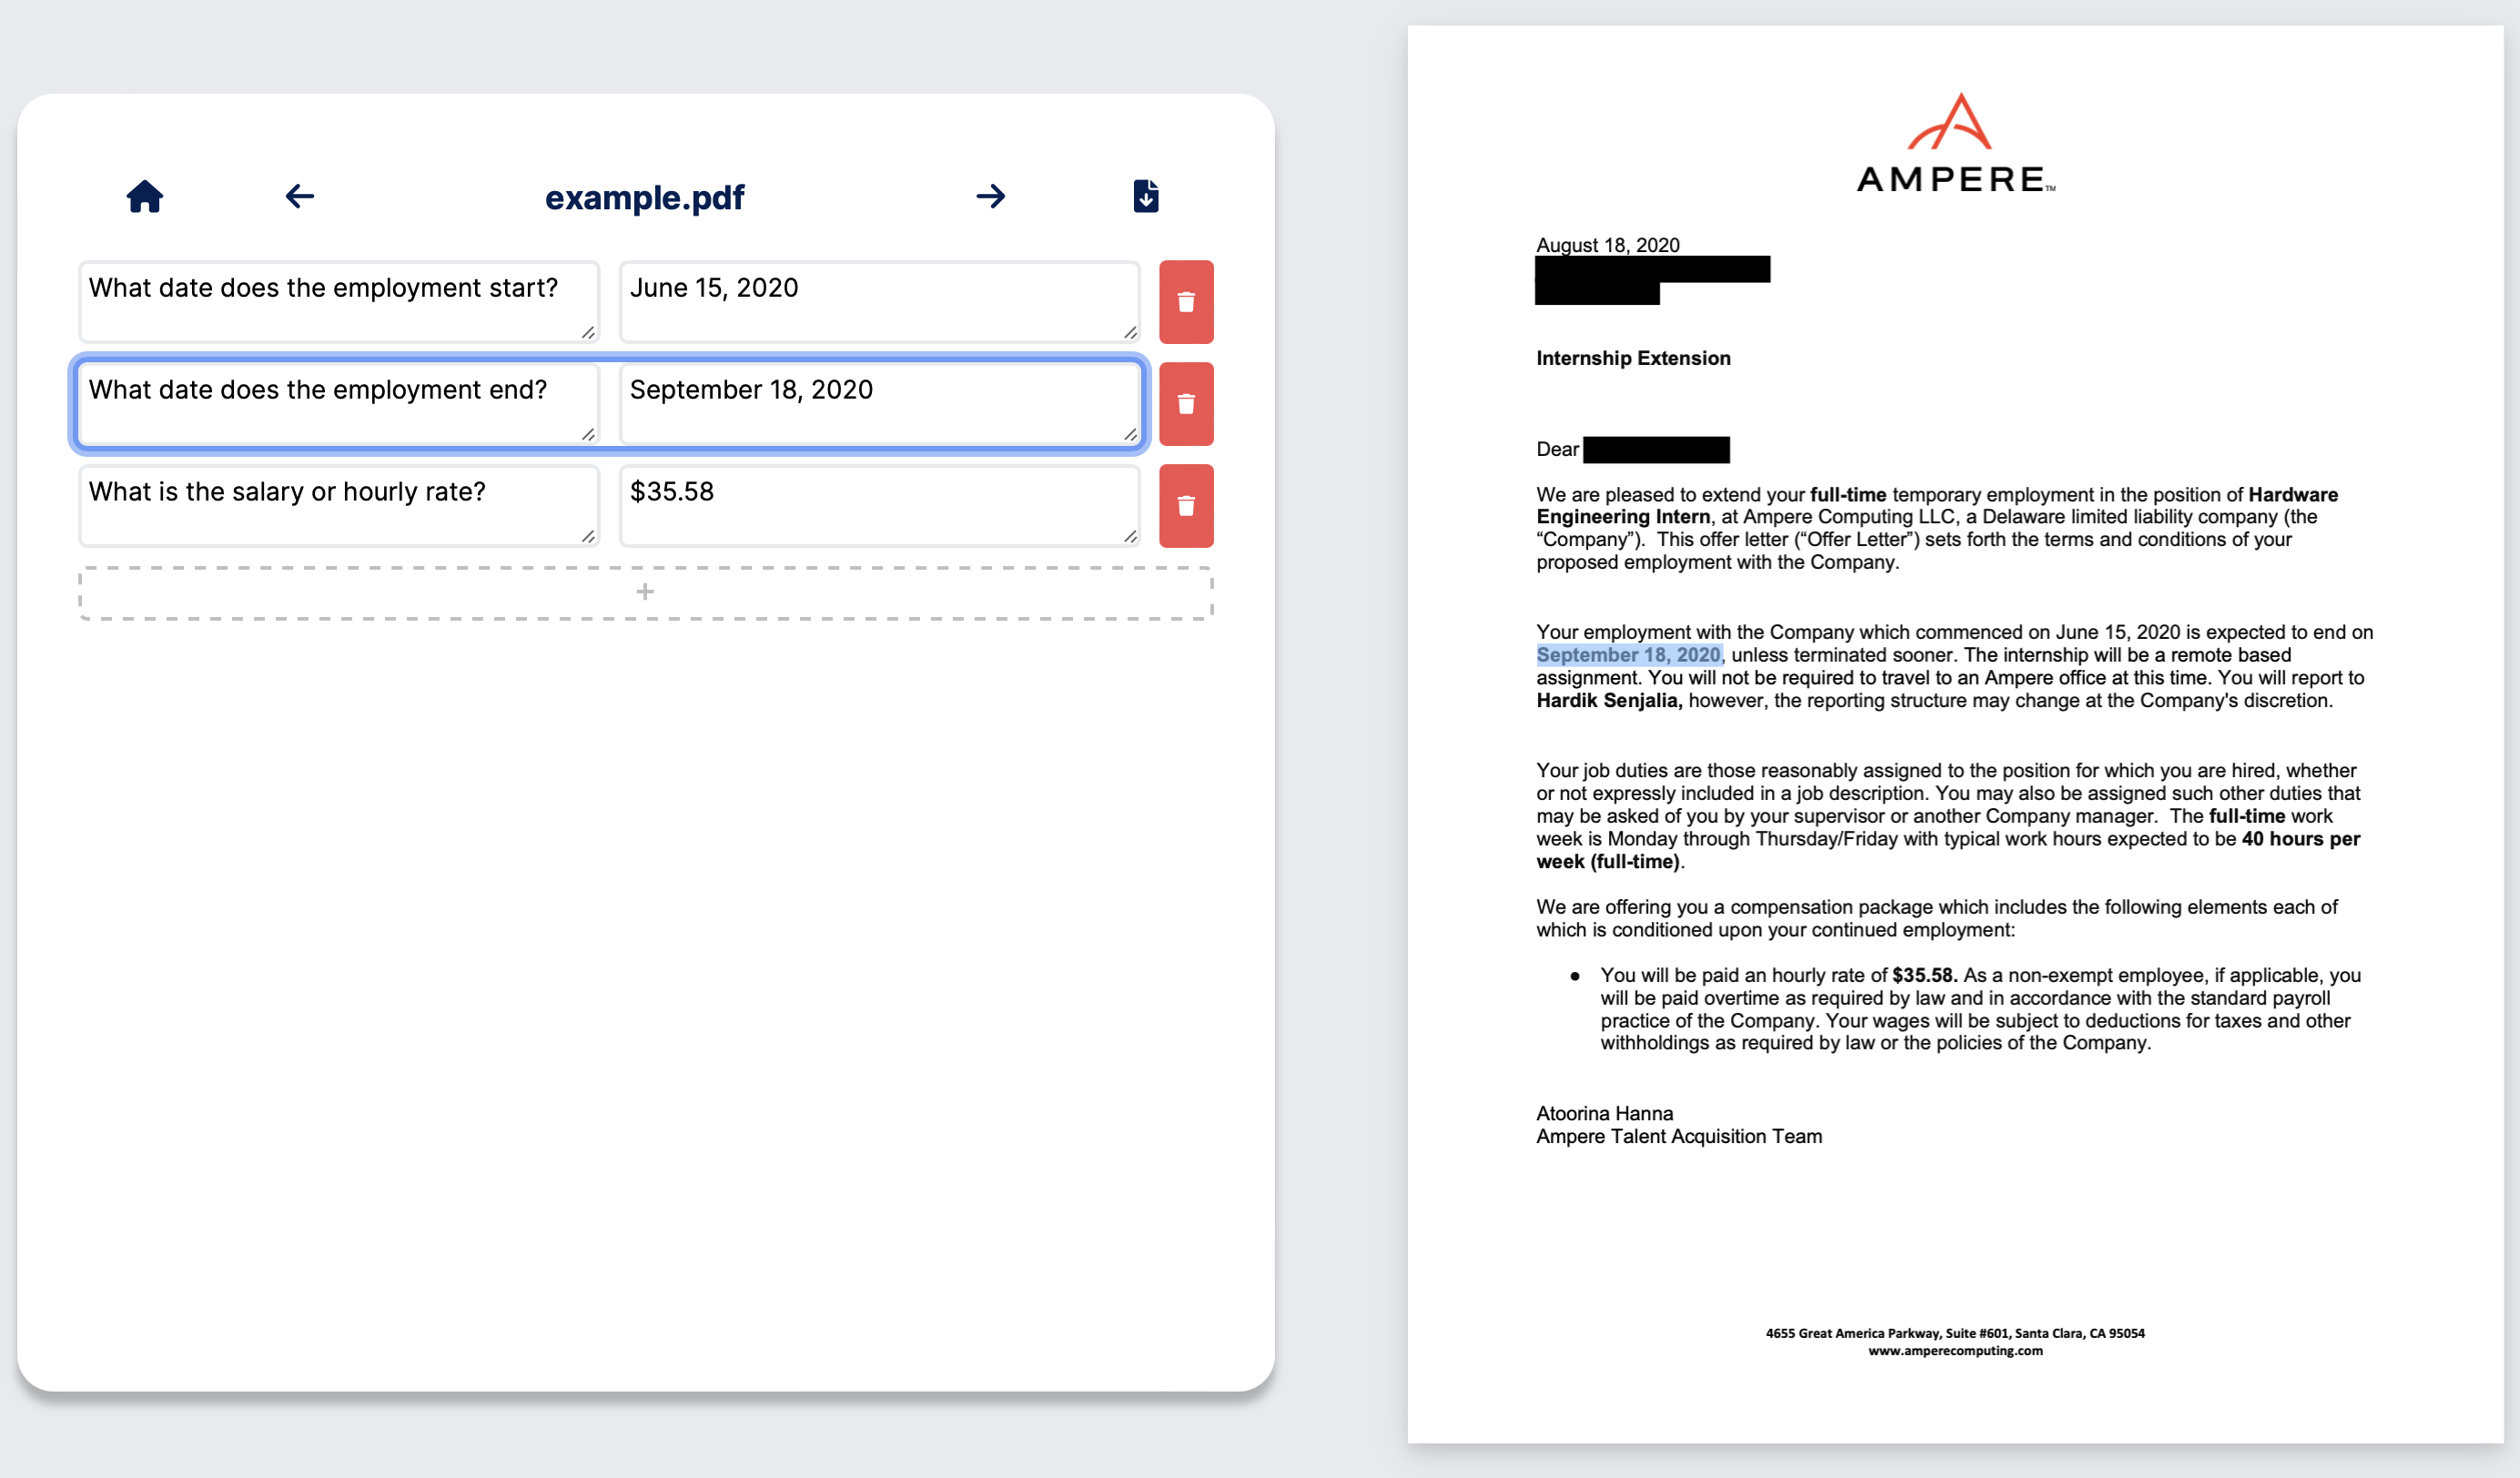 example.pdf
What date does the employment start?
June 15, 2020
What date does the employment end?
September 18, 2020
What is the salary or hourly rate?
$35.58
+
AMPERE™
August 18, 2020
Internship Extension
Dear
We are pleased to extend your full-time temporary employment in the position of Hardware
Engineering Intern, at Ampere Computing LLC, a Delaware limited liability company (the
“Company”).  This offer letter (“Offer Letter”) sets forth the terms and conditions of your
proposed employment with the Company.
Your employment with the Company which commenced on June 15, 2020 is expected to end on
September 18, 2020, unless terminated sooner. The internship will be a remote based
assignment. You will not be required to travel to an Ampere office at this time. You will report to
Hardik Senjalia, however, the reporting structure may change at the Company's discretion.
Your job duties are those reasonably assigned to the position for which you are hired, whether
or not expressly included in a job description. You may also be assigned such other duties that
may be asked of you by your supervisor or another Company manager.  The full-time work
week is Monday through Thursday/Friday with typical work hours expected to be 40 hours per
week (full-time).
We are offering you a compensation package which includes the following elements each of
which is conditioned upon your continued employment:
● You will be paid an hourly rate of $35.58. As a non-exempt employee, if applicable, you
will be paid overtime as required by law and in accordance with the standard payroll
practice of the Company. Your wages will be subject to deductions for taxes and other
withholdings as required by law or the policies of the Company.
Atoorina Hanna
Ampere Talent Acquisition Team
4655 Great America Parkway, Suite #601, Santa Clara, CA 95054
www.amperecomputing.com